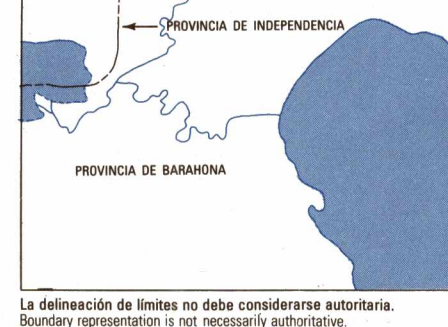 PROVINCIA DE INDEPENDENCIA
PROVINCIA DE BARAHONA
La delineación de límites no debe considerarse autoritaria.
Boundary representation is not necessarily authoritative.